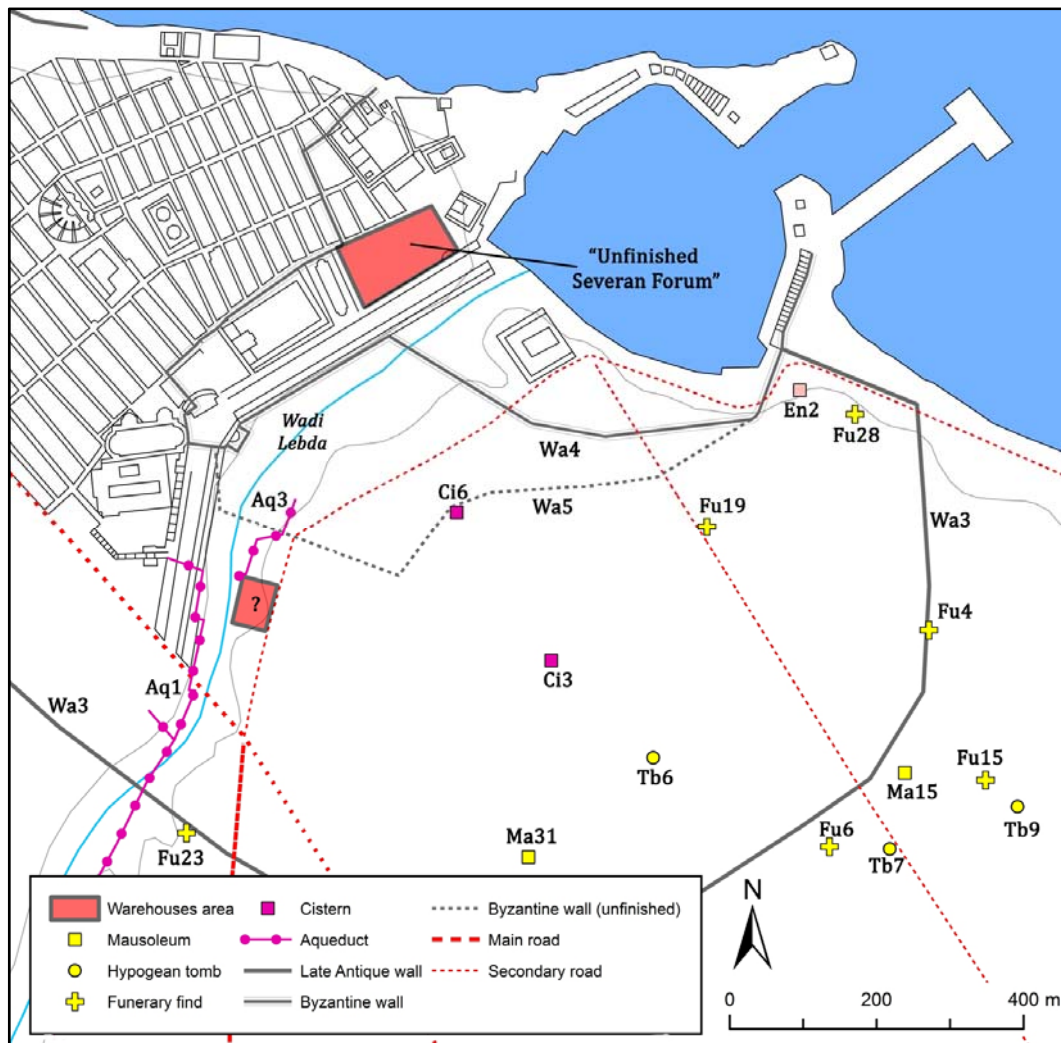 "Unfinished
Severan Forum"
Wadi
Lebda
En2
Fu28
Wa4
Aq3
Ci6
Wa5
Fu19
Wa3
?
Fu4
Ci3
Aq1
Wa3
Tb6
Ma15
Fu15
Tb9
Fu23
Ma31
Fu6
Tb7
N
Warehouses area
Mausoleum
Hypogean tomb
Funerary find
Cistern
Aqueduct
Late Antique wall
Byzantine wall
Byzantine wall (unfinished)
Main road
Secondary road
0 200 400 m